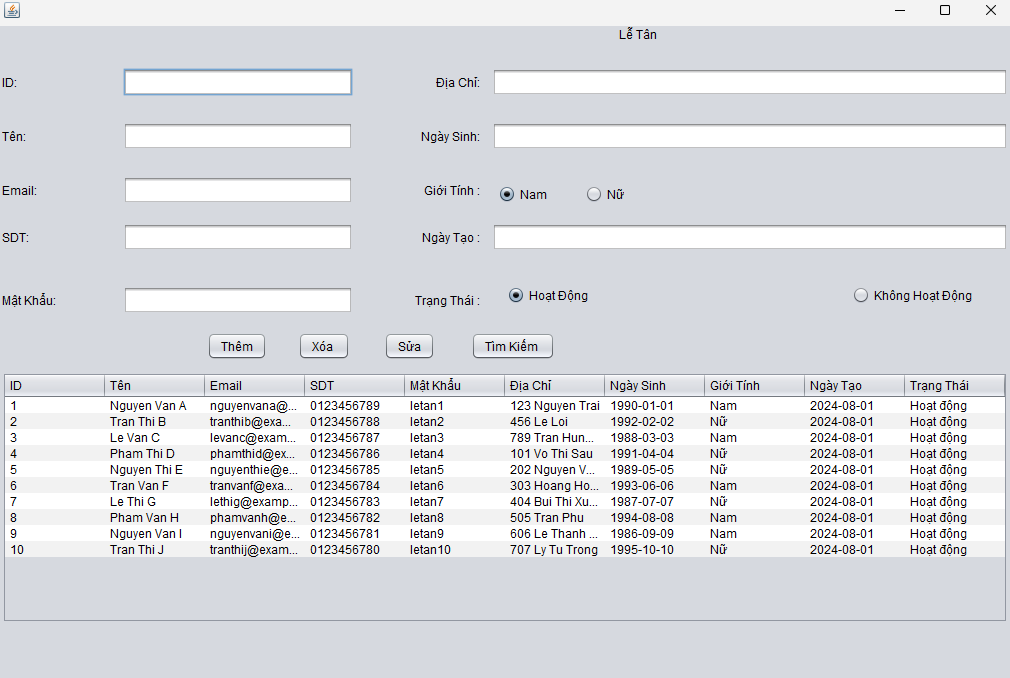 Lễ Tân
ID: Địa Chỉ:
Tên: Ngày Sinh:
Email: Giới Tính : Nam Nữ
SDT: Ngày Tạo :
Mật Khẩu: Trạng Thái : Hoạt Động Không Hoạt Động
Thêm Xóa Sửa Tìm Kiếm
ID Tên Email SDT Mật Khẩu Địa Chỉ Ngày Sinh Giới Tính Ngày Tạo Trạng Thái
1 Nguyen Van A nguyenvana@... 0123456789 letan1 123 Nguyen Trai 1990-01-01 Nam 2024-08-01 Hoạt động
2 Tran Thi B tranthib@exa... 0123456788 letan2 456 Le Loi 1992-02-02 Nữ 2024-08-01 Hoạt động
3 Le Van C levanc@exam... 0123456787 letan3 789 Tran Hun... 1988-03-03 Nam 2024-08-01 Hoạt động
4 Pham Thi D phamthid@ex... 0123456786 letan4 101 Vo Thi Sau 1991-04-04 Nữ 2024-08-01 Hoạt động
5 Nguyen Thi E nguyenthie@e... 0123456785 letan5 202 Nguyen V... 1989-05-05 Nữ 2024-08-01 Hoạt động
6 Tran Van F tranvanf@exa... 0123456784 letan6 303 Hoang Ho... 1993-06-06 Nam 2024-08-01 Hoạt động
7 Le Thi G lethig@examp... 0123456783 letan7 404 Bui Thi Xu... 1987-07-07 Nữ 2024-08-01 Hoạt động
8 Pham Van H phamvanh@e... 0123456782 letan8 505 Tran Phu 1994-08-08 Nam 2024-08-01 Hoạt động
9 Nguyen Van I nguyenvani@e... 0123456781 letan9 606 Le Thanh ... 1986-09-09 Nam 2024-08-01 Hoạt động
10 Tran Thi J tranthij@exam... 0123456780 letan10 707 Ly Tu Trong 1995-10-10 Nữ 2024-08-01 Hoạt động